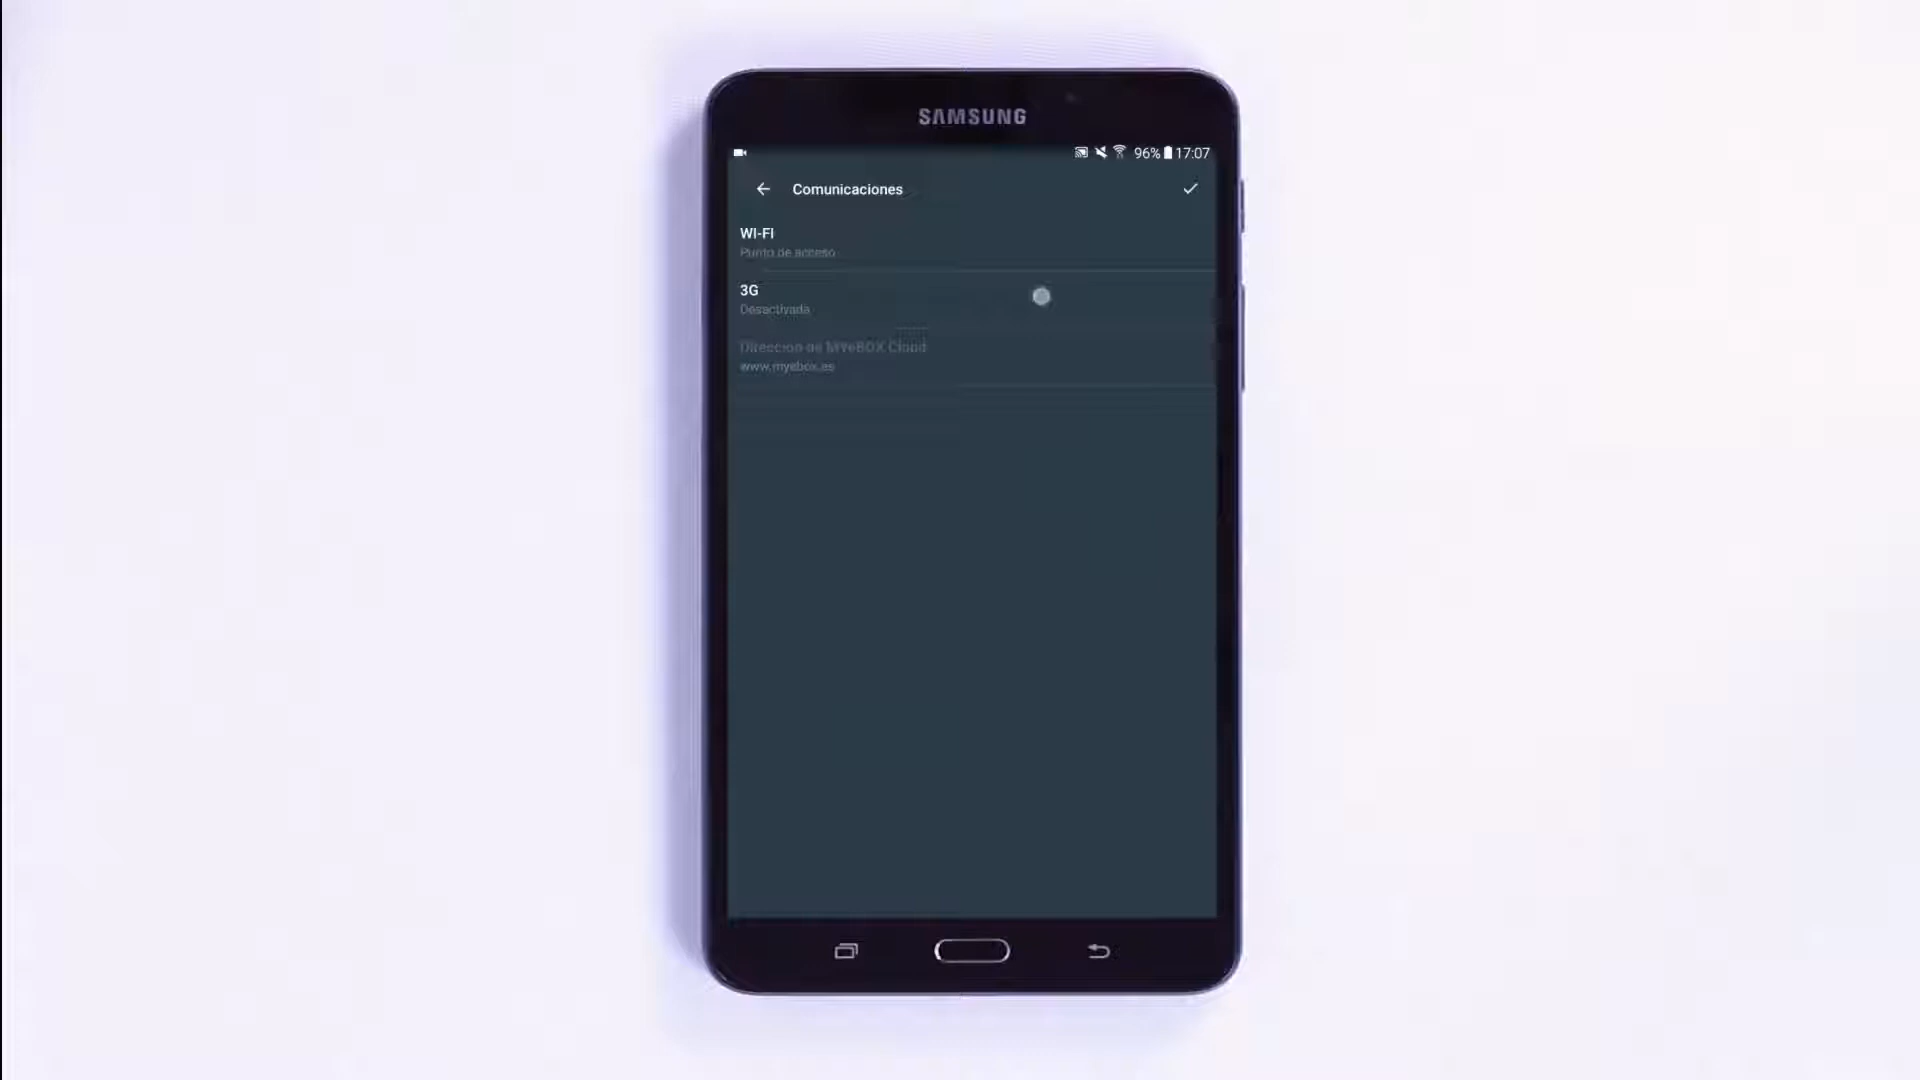 SAMSUNG
96% 17:07
Comunicaciones
WI-FI
Punto de acceso
3G
Desactivada
Dirección de MYeBOX Cloud
www.myebox.es